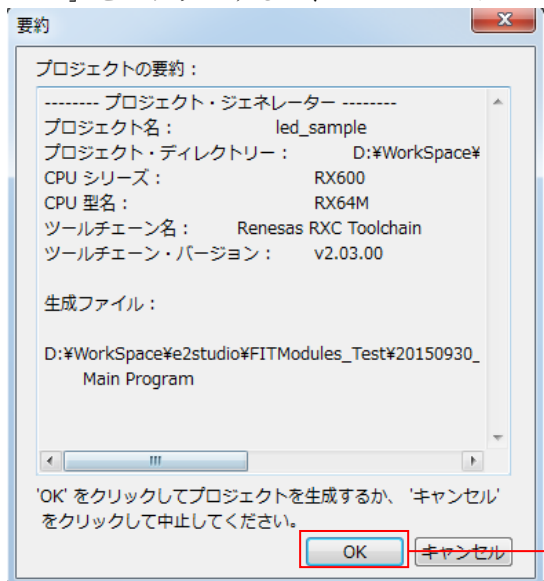 要約
プロジェクトの要約：
-------- プロジェクト・ジェネレーター --------
プロジェクト名： led_sample
プロジェクト・ディレクトリー： D:¥WorkSpace¥
CPU シリーズ： RX600
CPU 型名： RX64M
ツールチェーン名： Renesas RXC Toolchain
ツールチェーン・バージョン： v2.03.00
生成ファイル：
D:¥WorkSpace¥e2studio¥FITModules_Test¥20150930_
Main Program
'OK' をクリックしてプロジェクトを生成するか、 'キャンセル'
をクリックして中止してください。
OK キャンセル